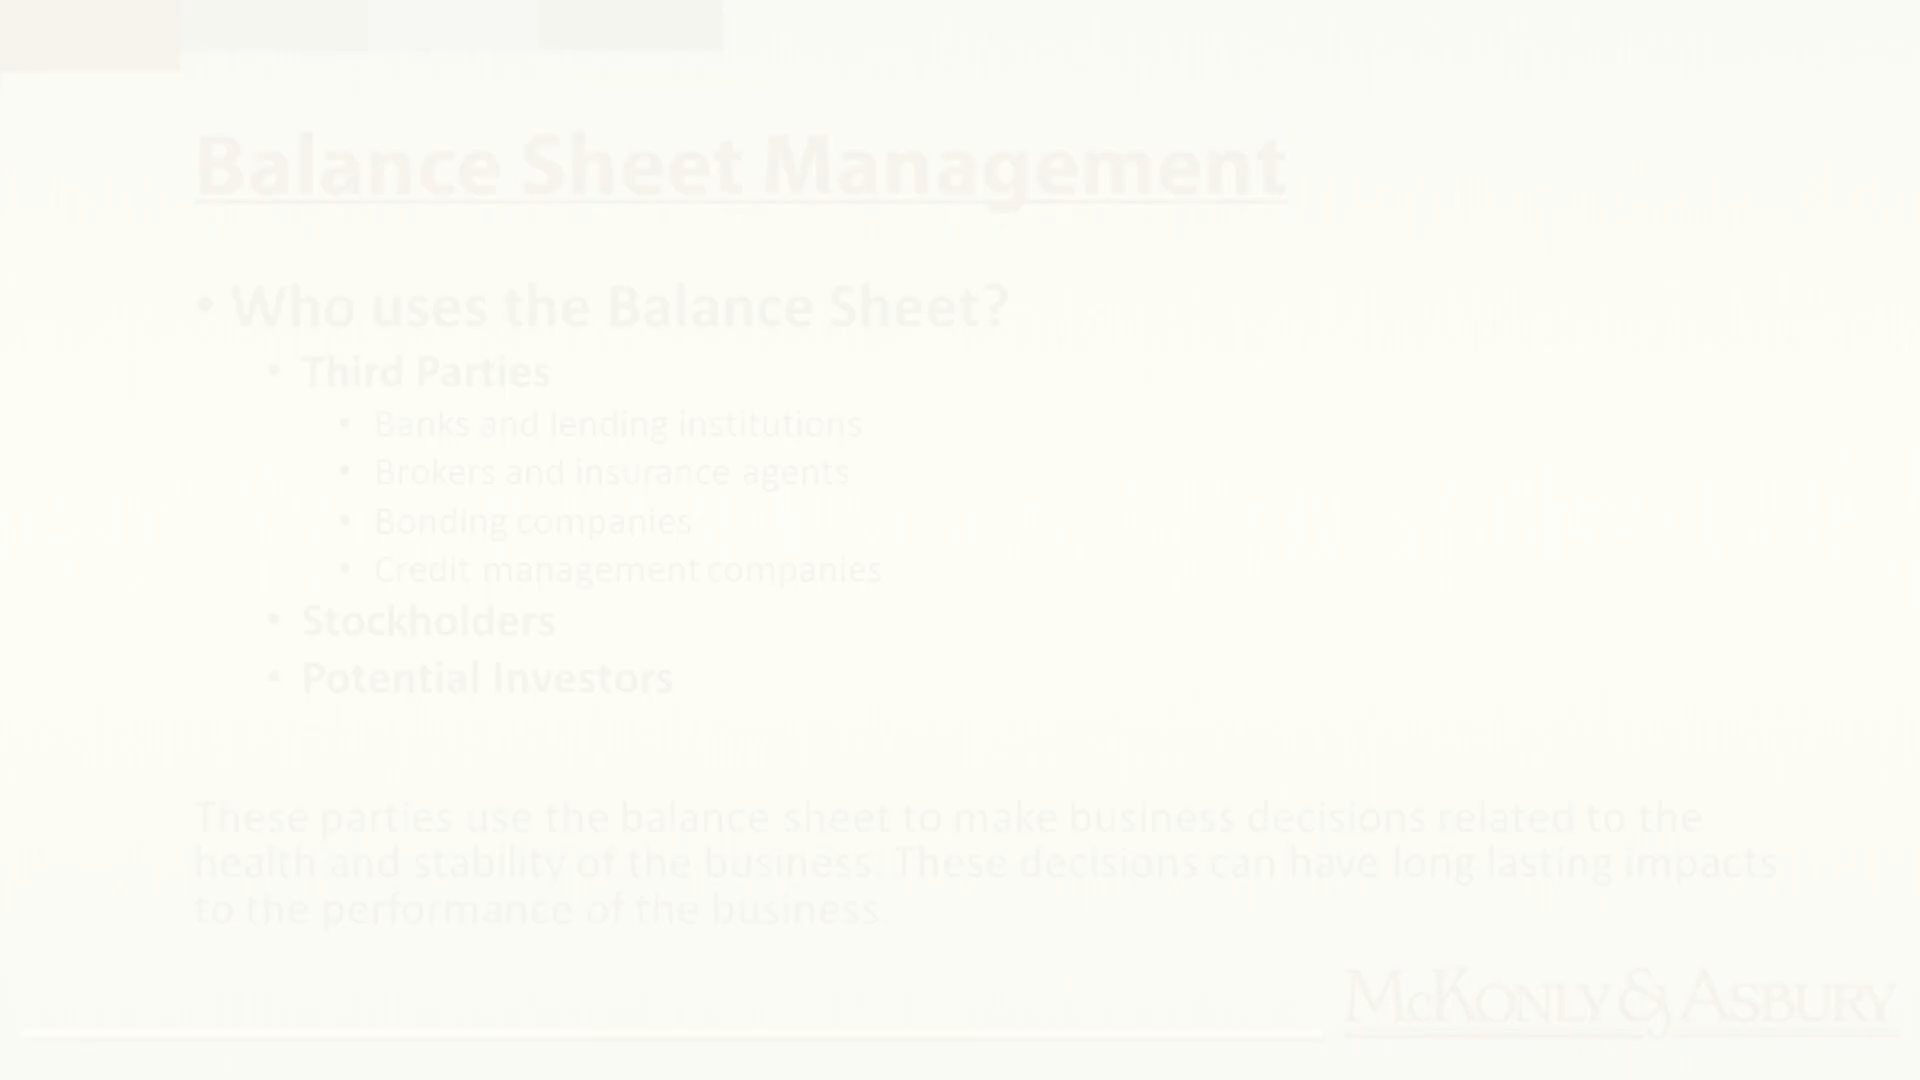 Balance Sheet Management
• Who uses the Balance Sheet?
• Third Parties
• Banks and lending institutions
• Brokers and insurance agents
• Bonding companies
• Credit management companies
• Stockholders
• Potential Investors
These parties use the balance sheet to make business decisions related to the
health and stability of the business. These decisions can have long lasting impacts
to the performance of the business.
McKonly & Asbury